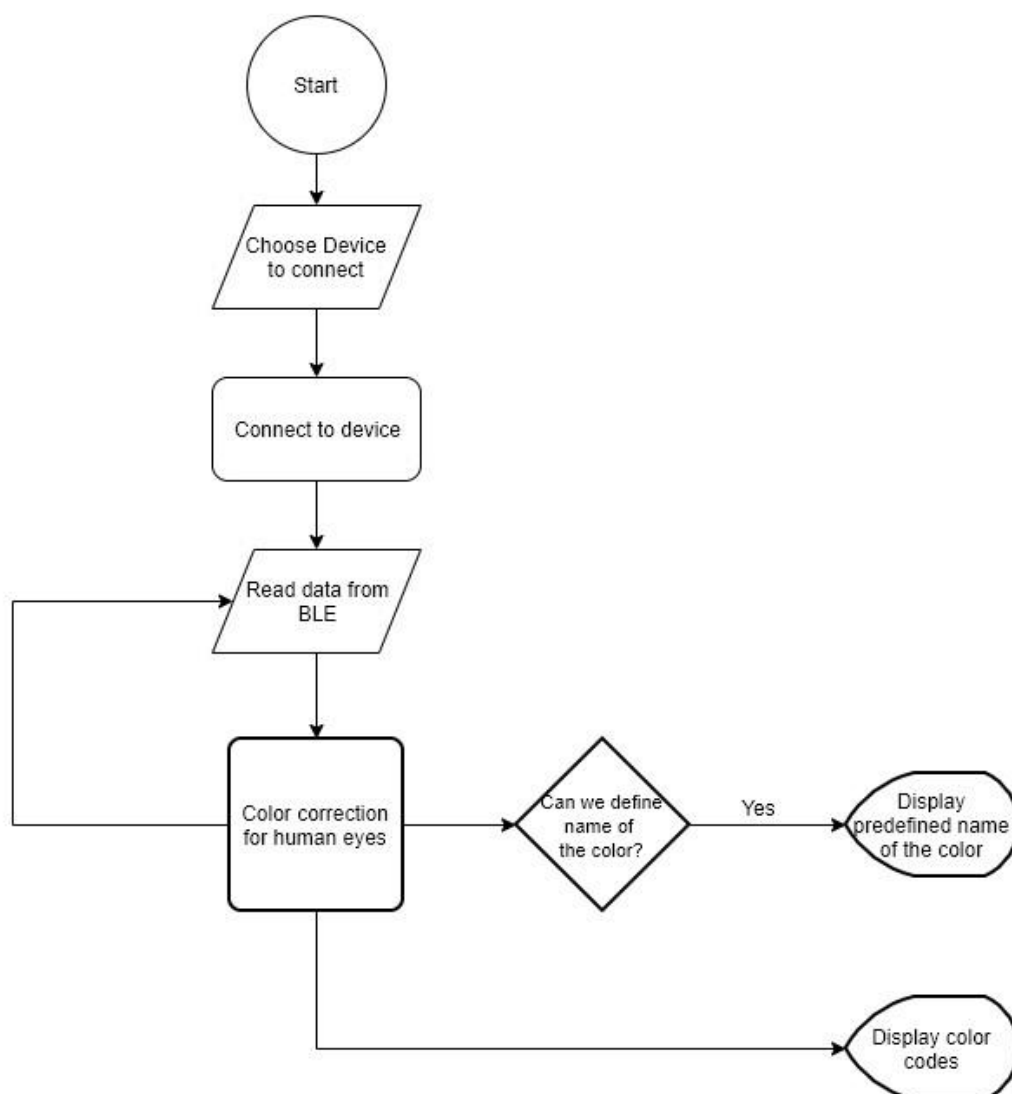 Start
Choose Device
to connect
Connect to device
Read data from
BLE
Color correction
for human eyes
Can we define
name of
the color?
Yes
Display
predefined name
of the color
Display color
codes